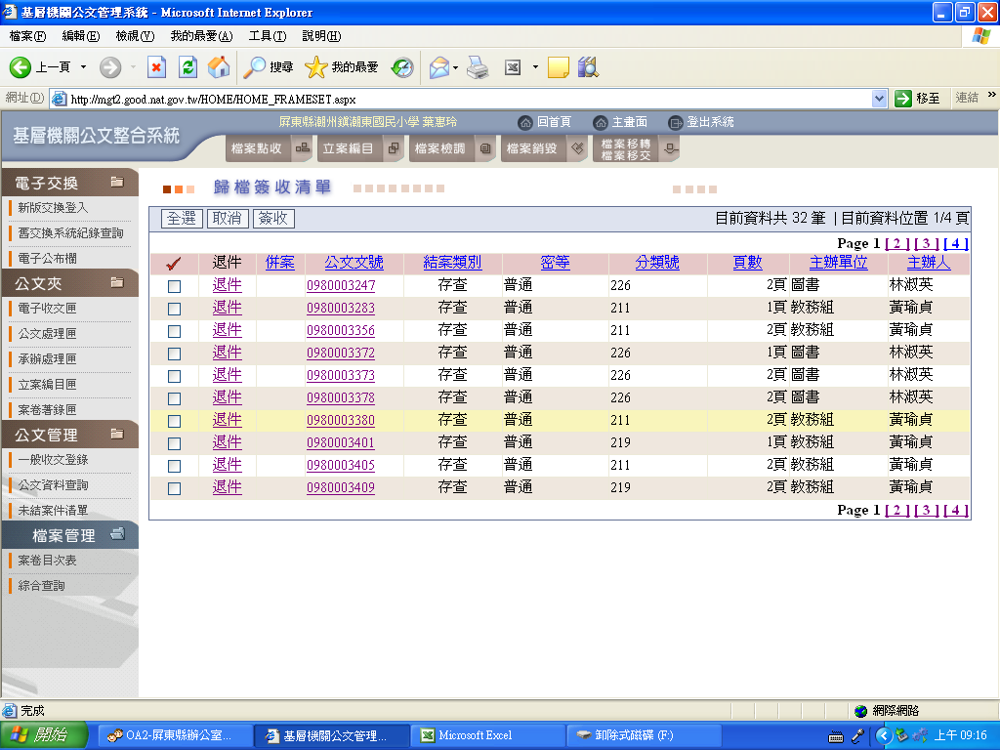 基層機關公文管理系統 - Microsoft Internet Explorer
檔案(F) 編輯(E) 檢視(V) 我的最愛(A) 工具(T) 說明(H)
上一頁 搜尋 我的最愛
網址(D) http://mgt2.good.nat.gov.tw/HOME/HOME_FRAMESET.aspx 移至 連結 »
基層機關公文整合系統
屏東縣潮州鎮潮東國民小學 葉惠玲 回首頁 主畫面 登出系統
檔案點收 立案編目 檔案檢調 檔案銷毀 檔案移轉
檔案移交
電子交換
新版交換登入
舊交換系統紀錄查詢
電子公布欄
公文夾
電子收文匣
公文處理匣
承辦處理匣
立案編目匣
案卷著錄匣
公文管理
一般收文登錄
公文資料查詢
未結案件清單
檔案管理
案卷目次表
綜合查詢
歸檔簽收清單
全選 取消 簽收 目前資料共 32 筆 | 目前資料位置 1/4 頁
Page 1 [ 2 ] [ 3 ] [ 4 ]
退件 併案 公文文號 結案類別 密等 分類號 頁數 主辦單位 主辦人
退件 0980003247 存查 普通 226 2頁 圖書 林淑英
退件 0980003283 存查 普通 211 1頁 教務組 黃瑜貞
退件 0980003356 存查 普通 211 2頁 教務組 黃瑜貞
退件 0980003372 存查 普通 226 1頁 圖書 林淑英
退件 0980003373 存查 普通 226 2頁 圖書 林淑英
退件 0980003378 存查 普通 226 2頁 圖書 林淑英
退件 0980003380 存查 普通 211 2頁 教務組 黃瑜貞
退件 0980003401 存查 普通 219 1頁 教務組 黃瑜貞
退件 0980003405 存查 普通 211 2頁 教務組 黃瑜貞
退件 0980003409 存查 普通 219 2頁 教務組 黃瑜貞
Page 1 [ 2 ] [ 3 ] [ 4 ]
完成 網際網路
開始 OA2-屏東縣辦公室... 基層機關公文管理... Microsoft Excel 卸除式磁碟 (F:) 上午 09:16